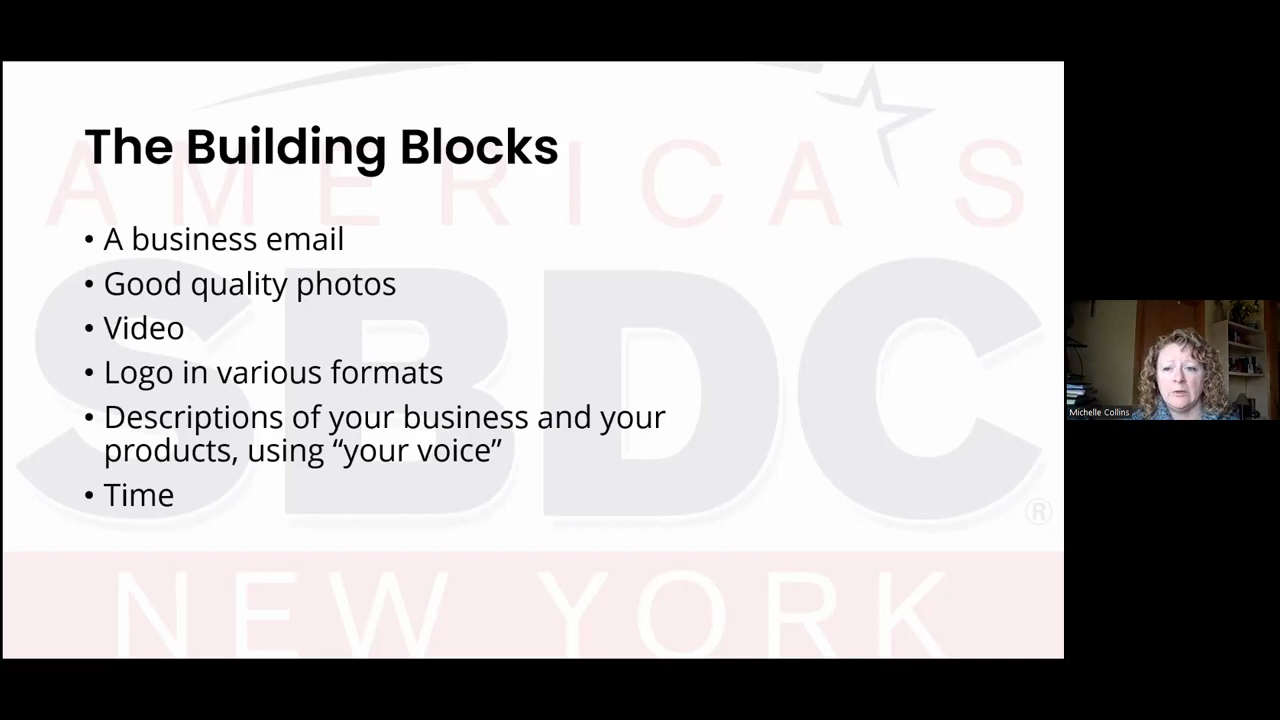 The Building Blocks
• A business email
• Good quality photos
• Video
• Logo in various formats
• Descriptions of your business and your
products, using “your voice”
• Time
AMERICA'S
SBDC
®
NEW YORK
Michelle Collins